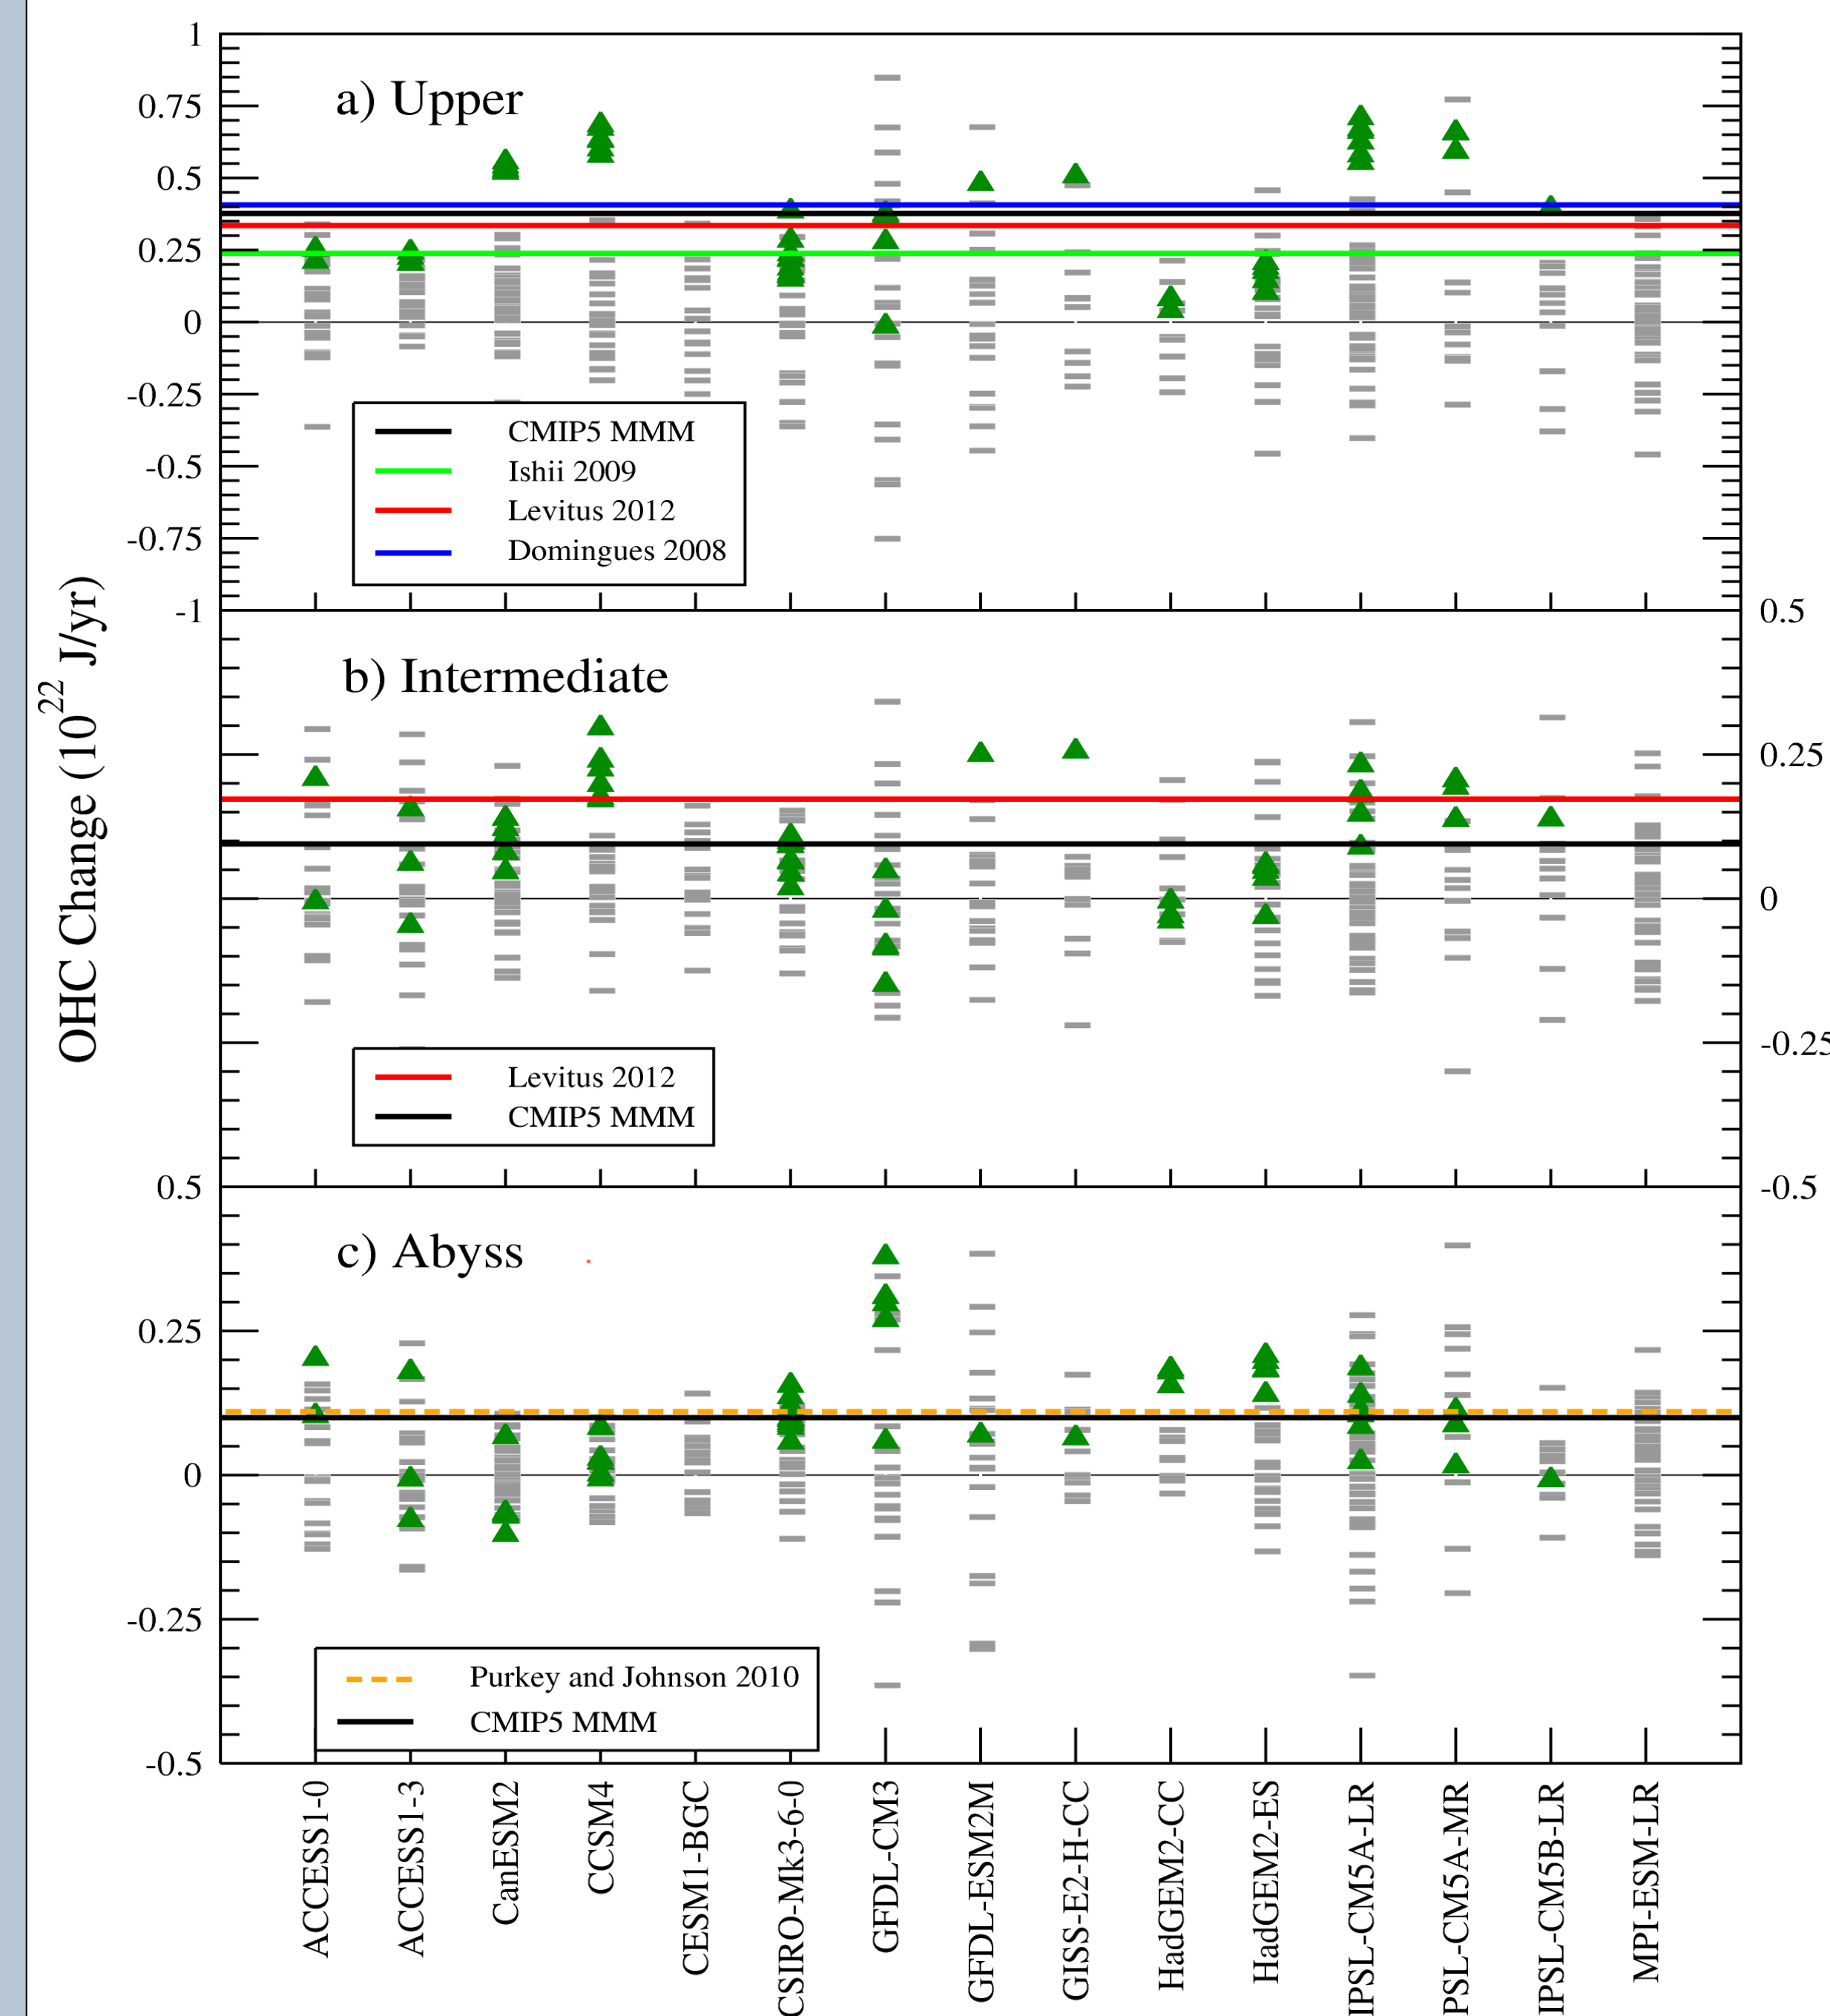 1
0.75
0.5
0.25
0
-0.25
-0.5
-0.75
-1
a) Upper
CMIP5 MMM
Ishii 2009
Levitus 2012
Domingues 2008
OHC Change (10^22 J/yr)
b) Intermediate
0.5
0.25
0
-0.25
-0.5
Levitus 2012
CMIP5 MMM
0.5
0.25
0
-0.25
-0.5
c) Abyss
Purkey and Johnson 2010
CMIP5 MMM
ACCESS1-0
ACCESS1-3
CanESM2
CCSM4
CESM1-BGC
CSIRO-Mk3-6-0
GFDL-CM3
GFDL-ESM2M
GISS-E2-H-CC
HadGEM2-CC
HadGEM2-ES
IPSL-CM5A-LR
PSL-CM5A-MR
IPSL-CM5B-LR
MPI-ESM-LR